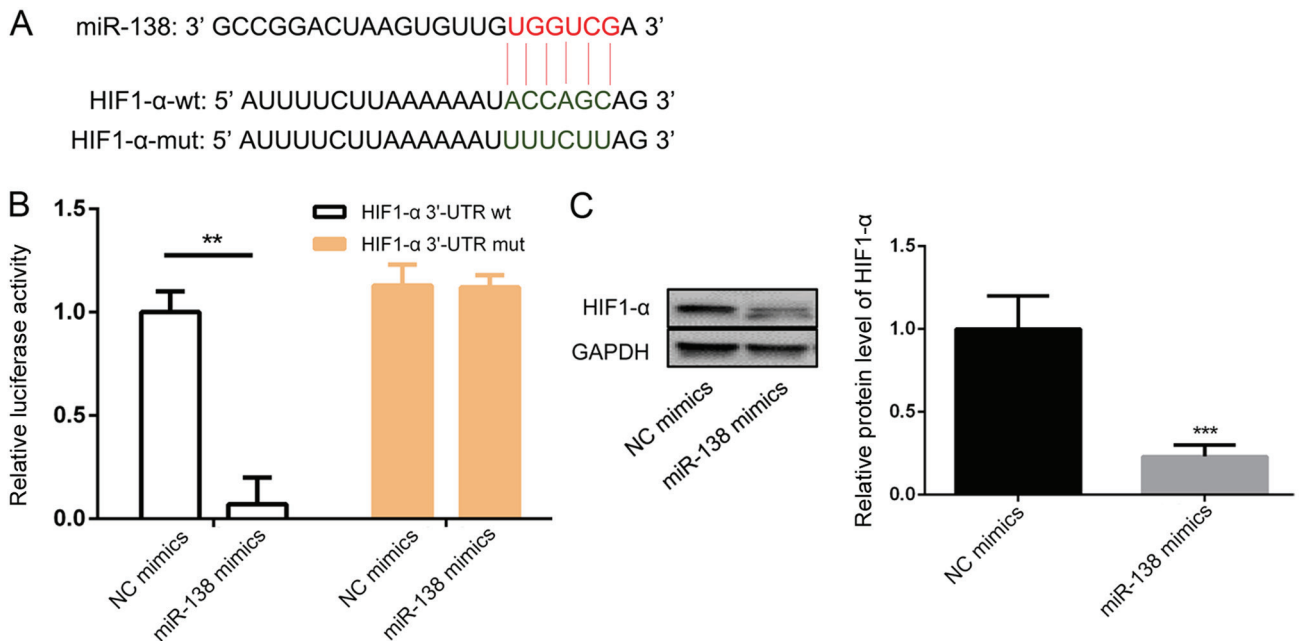 A
miR-138: 3’ GCCGGACUAAGUGUUGUGGUCGA 3’
HIF1-α-wt: 5’ AUUUUCUUAAAAAAUACCAGCAG 3’
HIF1-α-mut: 5’ AUUUUCUUAAAAAAUUUUCUUAG 3’
B
Relative luciferase activity
1.5
1.0
0.5
0.0
**
HIF1-α 3'-UTR wt
HIF1-α 3'-UTR mut
NC mimics
miR-138 mimics
NC mimics
miR-138 mimics
C
HIF1-α
GAPDH
NC mimics
miR-138 mimics
Relative protein level of HIF1-α
1.5
1.0
0.5
0.0
***
NC mimics
miR-138 mimics